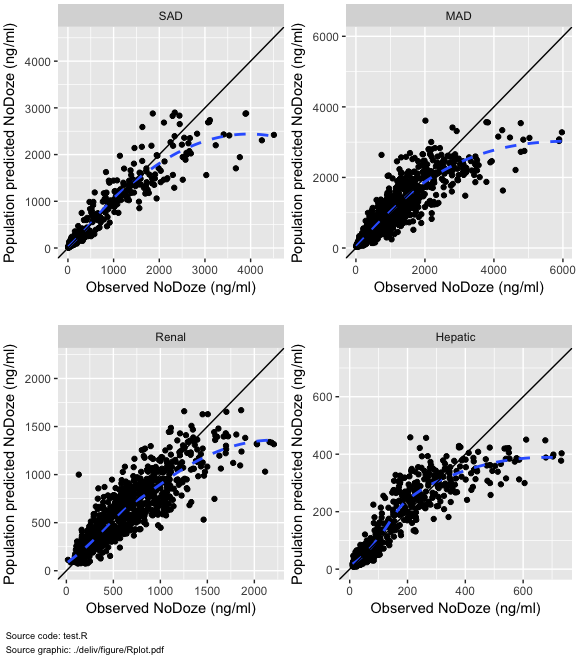 SAD
Population predicted NoDoze (ng/ml)
4000
3000
2000
1000
0
0 1000 2000 3000 4000
Observed NoDoze (ng/ml)
MAD
Population predicted NoDoze (ng/ml)
6000
4000
2000
0
0 2000 4000 6000
Observed NoDoze (ng/ml)
Renal
Population predicted NoDoze (ng/ml)
2000
1500
1000
500
0
0 500 1000 1500 2000
Observed NoDoze (ng/ml)
Hepatic
Population predicted NoDoze (ng/ml)
600
400
200
0
0 200 400 600
Observed NoDoze (ng/ml)
Source code: test.R
Source graphic: ./deliv/figure/Rplot.pdf